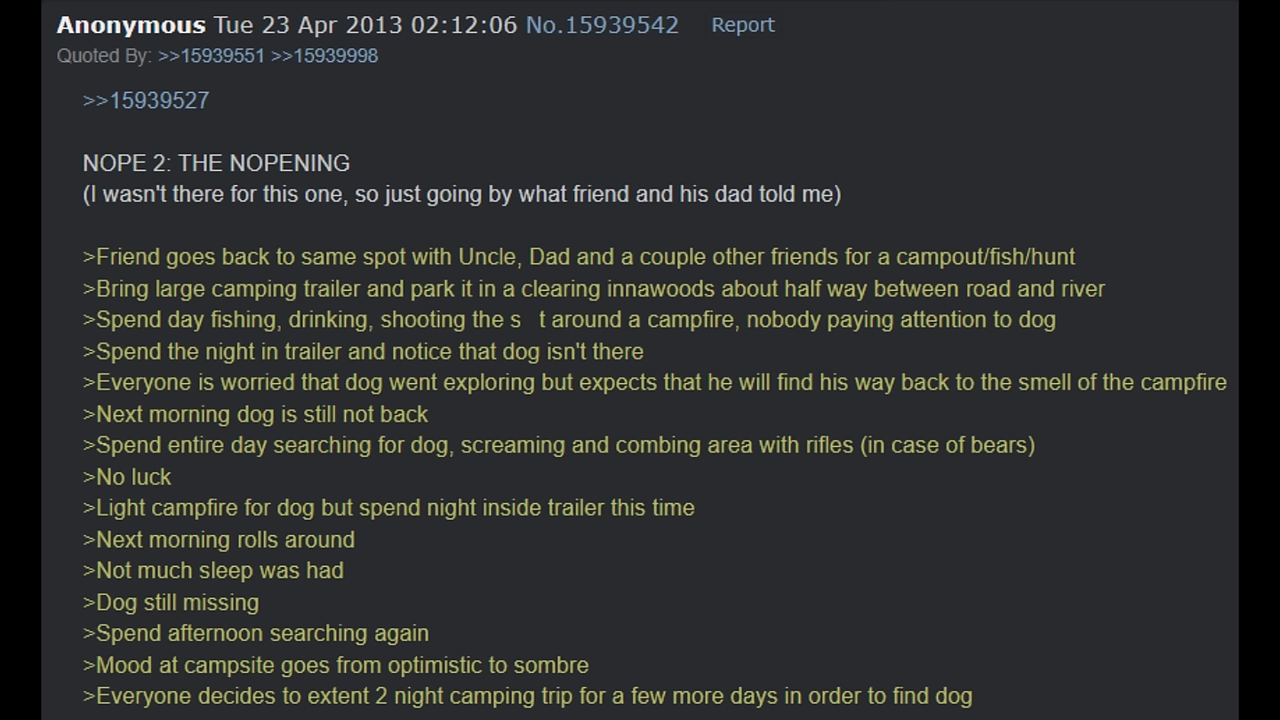 Anonymous Tue 23 Apr 2013 02:12:06 No.15939542 Report
Quoted By: >>15939551 >>15939998
>>15939527
NOPE 2: THE NOPENING
(I wasn't there for this one, so just going by what friend and his dad told me)
>Friend goes back to same spot with Uncle, Dad and a couple other friends for a campout/fish/hunt
>Bring large camping trailer and park it in a clearing innawoods about half way between road and river
>Spend day fishing, drinking, shooting the s t around a campfire, nobody paying attention to dog
>Spend the night in trailer and notice that dog isn't there
>Everyone is worried that dog went exploring but expects that he will find his way back to the smell of the campfire
>Next morning dog is still not back
>Spend entire day searching for dog, screaming and combing area with rifles (in case of bears)
>No luck
>Light campfire for dog but spend night inside trailer this time
>Next morning rolls around
>Not much sleep was had
>Dog still missing
>Spend afternoon searching again
>Mood at campsite goes from optimistic to sombre
>Everyone decides to extent 2 night camping trip for a few more days in order to find dog